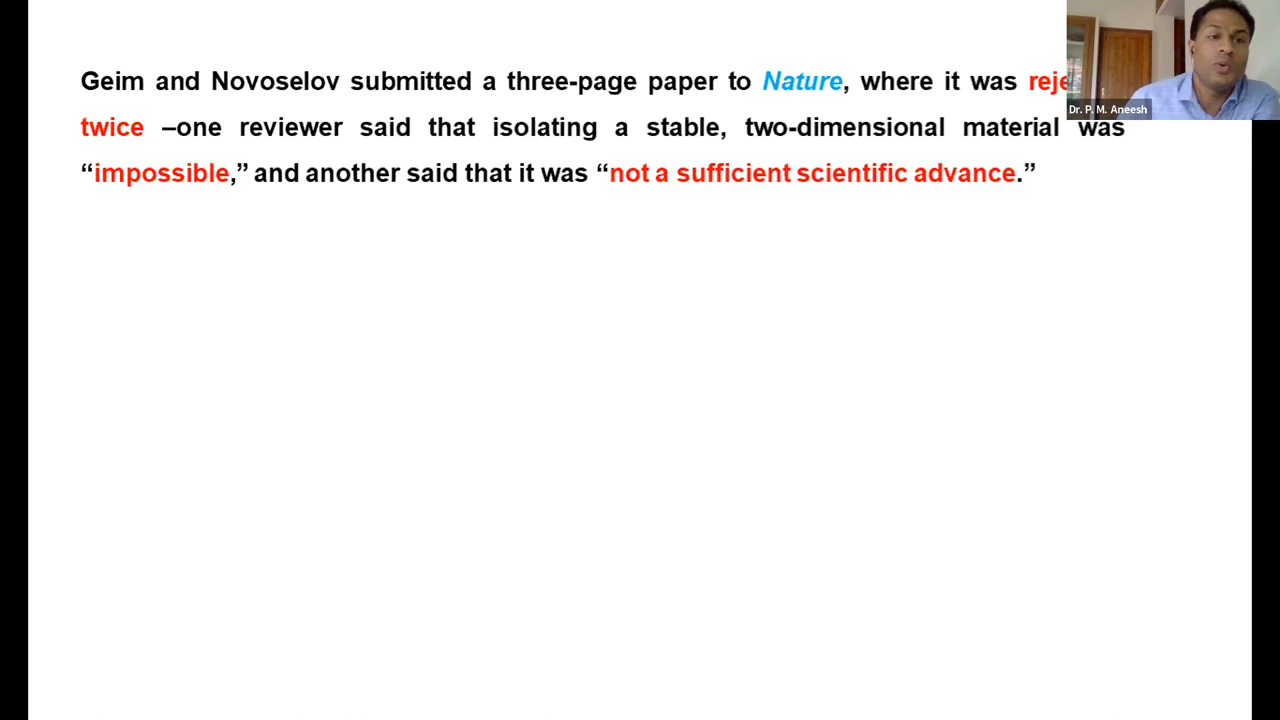 Geim and Novoselov submitted a three-page paper to Nature, where it was
twice –one reviewer said that isolating a stable, two-dimensional material was
“impossible,” and another said that it was “not a sufficient scientific advance.”
Dr. P. M. Aneesh